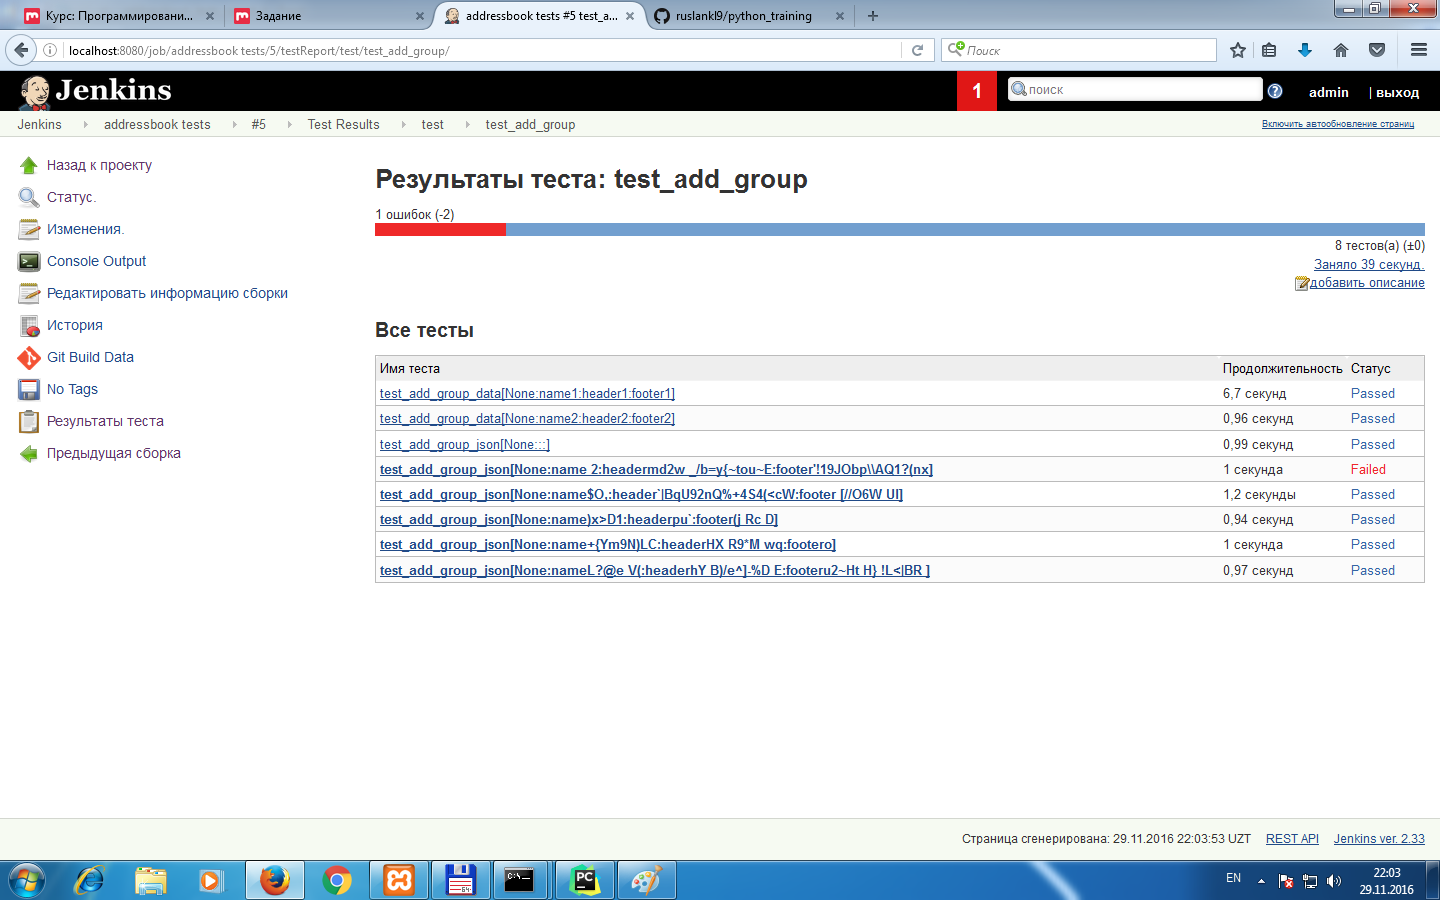 Курс: Программировани...
Задание
addressbook tests #5 test_a...
ruslankl9/python_training
localhost:8080/job/addressbook tests/5/testReport/test/test_add_group/
Поиск
Jenkins
1
поиск
admin
| выход
Jenkins
addressbook tests
#5
Test Results
test
test_add_group
Включить автообновление страниц
Назад к проекту
Статус.
Изменения.
Console Output
Редактировать информацию сборки
История
Git Build Data
No Tags
Результаты теста
Предыдущая сборка
Результаты теста: test_add_group
1 ошибок (-2)
8 тестов(а) (±0)
Заняло 39 секунд.
добавить описание
Все тесты
Имя теста Продолжительность Статус
test_add_group_data[None:name1:header1:footer1] 6,7 секунд Passed
test_add_group_data[None:name2:header2:footer2] 0,96 секунд Passed
test_add_group_json[None:::] 0,99 секунд Passed
test_add_group_json[None:name 2:headermd2w _/b=y{~tou~E:footer'!19JObp\\AQ1?(nx] 1 секунда Failed
test_add_group_json[None:name$O,:header`|BqU92nQ%+4S4(<cW:footer [//O6W UI] 1,2 секунды Passed
test_add_group_json[None:name)x>D1:headerpu`:footer(j Rc D] 0,94 секунд Passed
test_add_group_json[None:name+{Ym9N)LC:headerHX R9*M wq:footero] 1 секунда Passed
test_add_group_json[None:nameL?@e V(:headerhY B)/e^]-%D E:footeru2~Ht H} !L<|BR ] 0,97 секунд Passed
Страница сгенерирована: 29.11.2016 22:03:53 UZT
REST API
Jenkins ver. 2.33
EN
22:03
29.11.2016